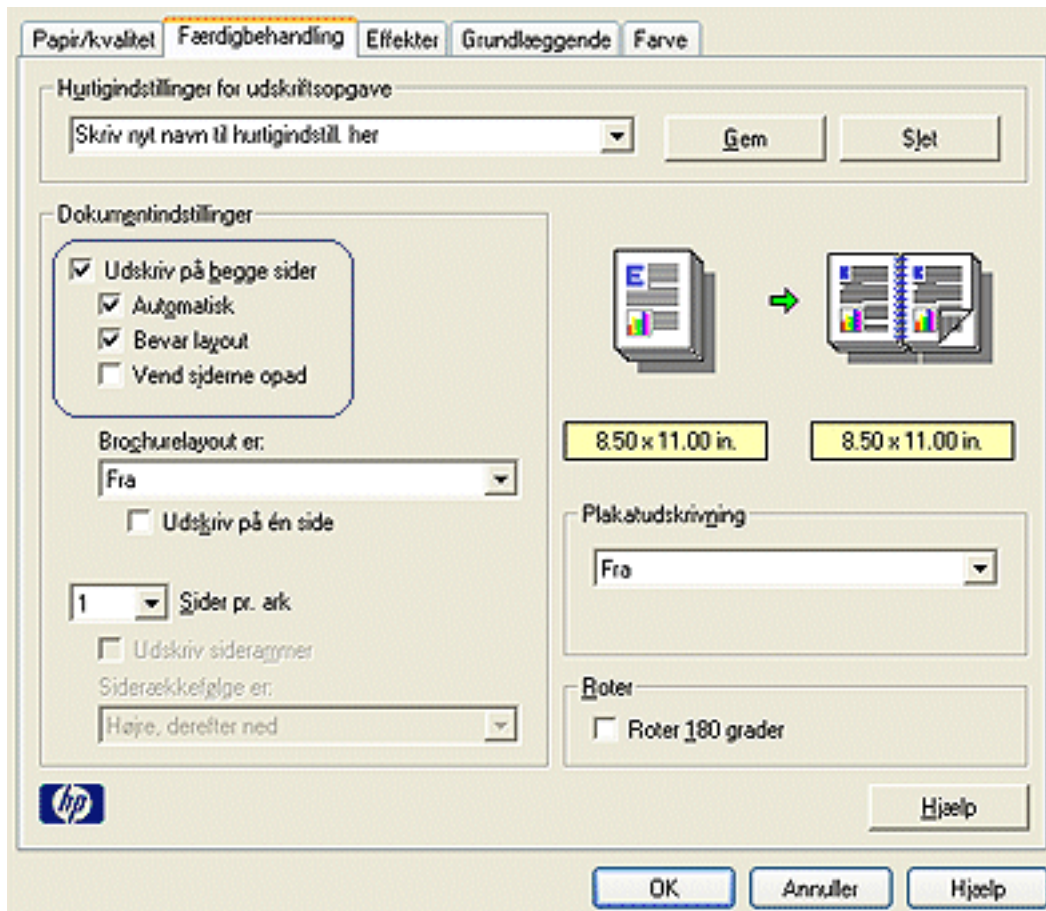 Papir/kvalitet Færdigbehandling Effekter Grundlæggende Farve
Hurtigindstillinger for udskriftsopgave
Skriv nyt navn til hurtigindstill. her
Gem
Slet
Dokumentindstillinger
Udskriv på begge sider
Automatisk
Bevar layout
Vend siderne opad
Brochurelayout er:
Fra
Udskriv på én side
1 Sider pr. ark
Udskriv siderammer
Siderækkefølge er:
Højre, derefter ned
8.50 x 11.00 in.
8.50 x 11.00 in.
Plakatudskrivning
Fra
Roter
Roter 180 grader
hp
Hjælp
OK Annuller Hjælp